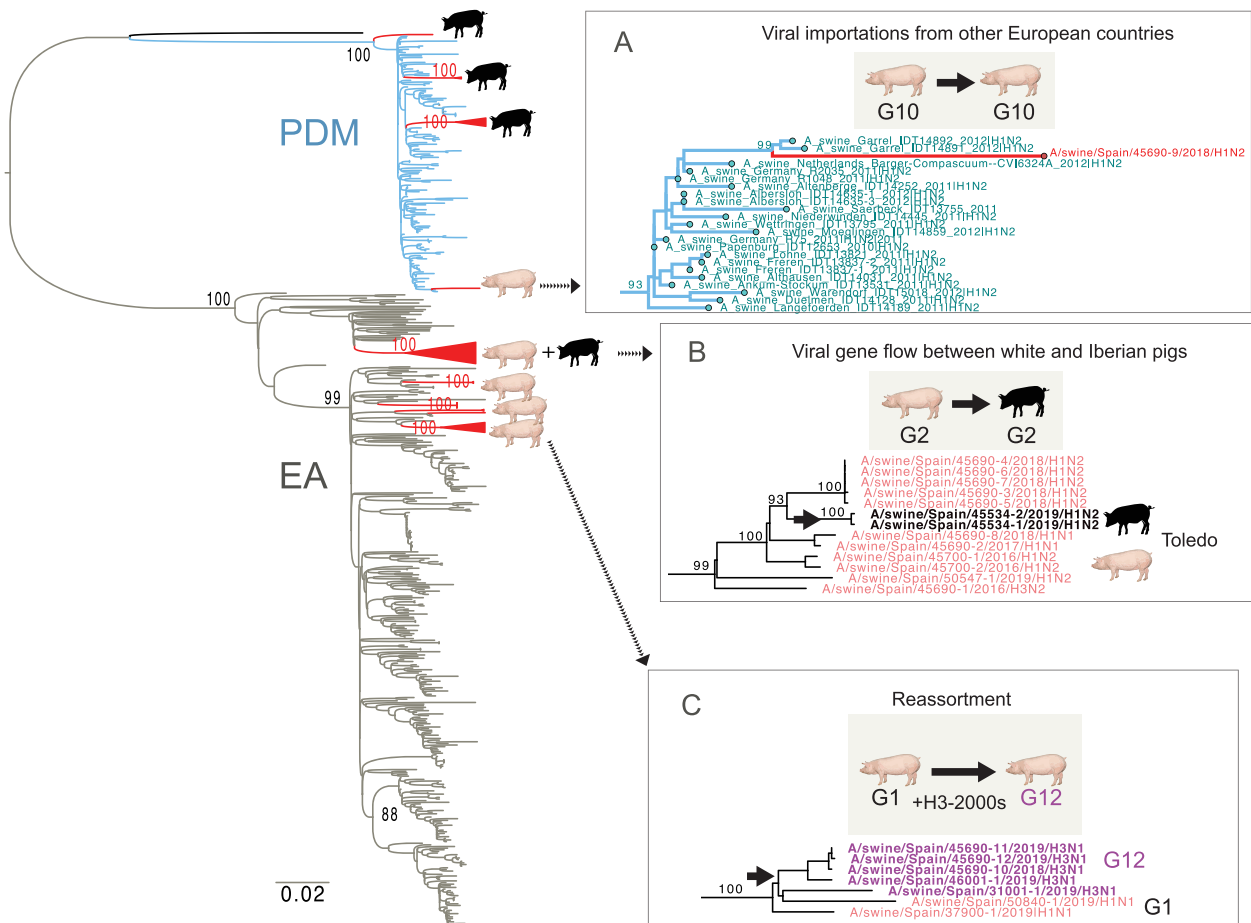 100
PDM
100
100
100
EA
99
100
100
100
88
0.02
A
Viral importations from other European countries
G10
G10
99
A_swine_Garrel_IDT14892_2012|H1N2
A_swine_Garrel_IDT14891_2012|H1N2
A/swine/Spain/45690-9/2018/H1N2
A_swine_Netherlands_Barger-Compascuum--CVI6324A_2012|H1N2
A_swine_Germany_R2035_2011|H1N2
A_swine_Germany_R1048_2011|H1N2
A_swine_Altenberge_IDT14252_2011|H1N2
A_swine_Albersloh_IDT14635-1_2012|H1N2
A_swine_Albersloh_IDT14635-3_2012|H1N2
A_swine_Saerbeck_IDT13755_2011
A_swine_Niederwinden_IDT14445_2011|H1N2
A_swine_Wettringen_IDT13795_2011|H1N2
A_swine_Moeglingen_IDT14859_2012|H1N2
A_swine_Germany_R75_2011|H1N2|2011
A_swine_Papenburg_IDT12653_2010|H1N2
A_swine_Lohne_IDT13821_2011|H1N2
A_swine_Freren_IDT13837-2_2011|H1N2
A_swine_Freren_IDT13837-1_2011|H1N2
A_swine_Althausen_IDT14031_2011|H1N2
A_swine_Ankum-Stockum_IDT13531_2011|H1N2
93
A_swine_Warendorf_IDT15018_2012|H1N2
A_swine_Duelmen_IDT14128_2011|H1N2
A_swine_Langefoerden_IDT14189_2011|H1N2
B
Viral gene flow between white and Iberian pigs
G2
G2
A/swine/Spain/45690-4/2018/H1N2
A/swine/Spain/45690-6/2018/H1N2
A/swine/Spain/45690-7/2018/H1N2
A/swine/Spain/45690-3/2018/H1N2
A/swine/Spain/45690-5/2018/H1N2
A/swine/Spain/45534-2/2019/H1N2
A/swine/Spain/45534-1/2019/H1N2
A/swine/Spain/45690-8/2018/H1N1
A/swine/Spain/45690-2/2017/H1N1
A/swine/Spain/45700-1/2016/H1N2
A/swine/Spain/45700-2/2016/H1N2
A/swine/Spain/50547-1/2019/H1N2
A/swine/Spain/45690-1/2016/H3N2
100
93
100
100
99
Toledo
C
Reassortment
G1
+H3-2000s
G12
A/swine/Spain/45690-11/2019/H3N1
A/swine/Spain/45690-12/2019/H3N1
A/swine/Spain/45690-10/2018/H3N1
A/swine/Spain/46001-1/2019/H3N1
A/swine/Spain/31001-1/2019/H3N1
A/swine/Spain/50840-1/2019/H1N1
A/swine/Spain/37900-1/2019|H1N1
G12
G1
100